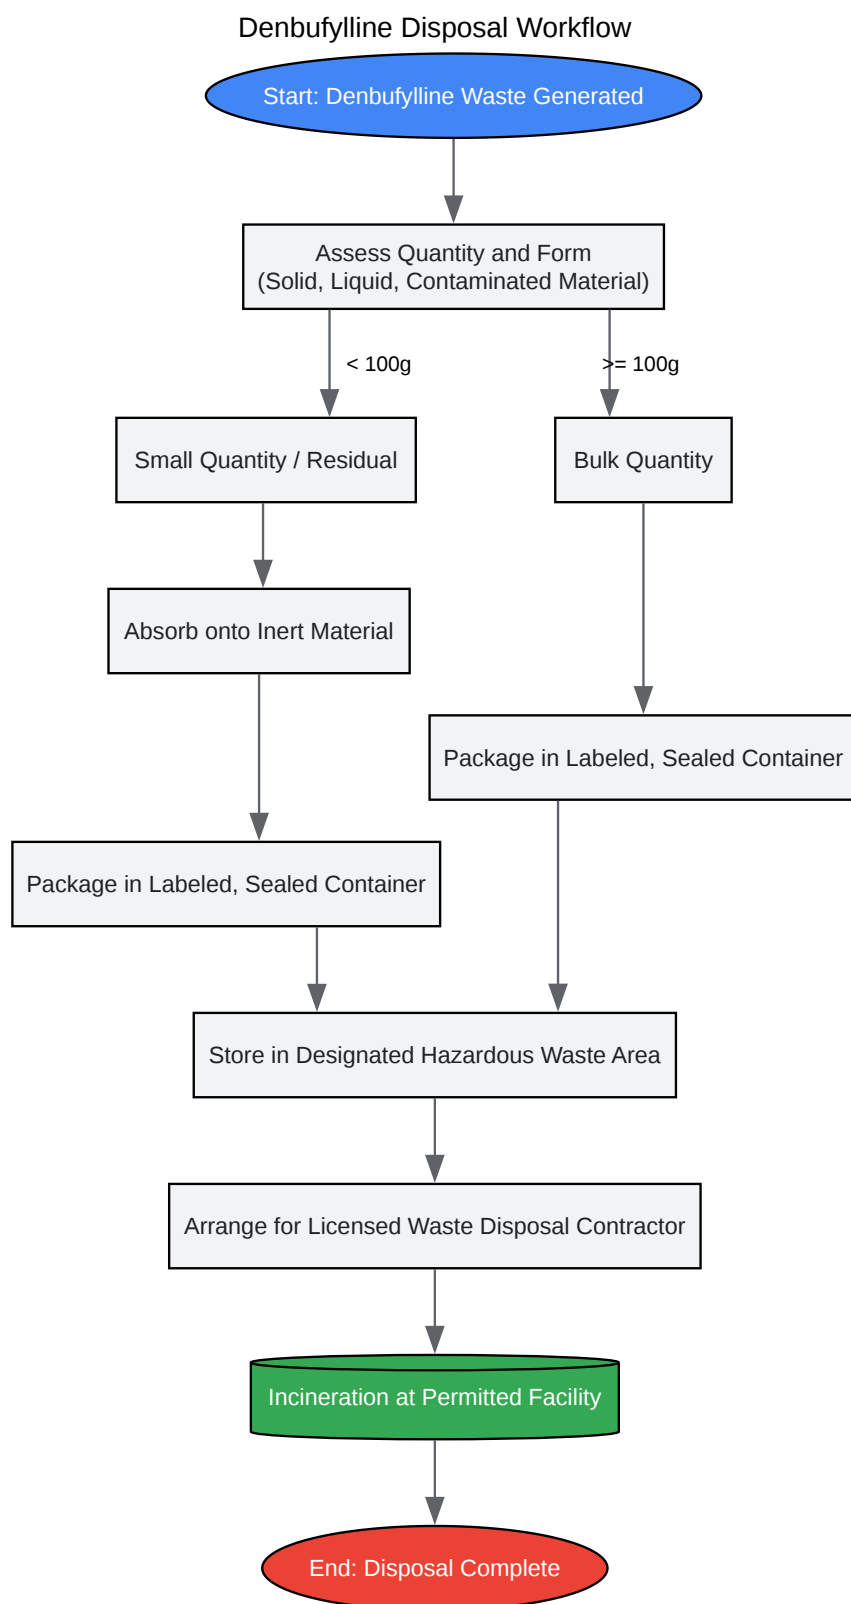 Denbufylline Disposal Workflow
Start: Denbufylline Waste Generated
Assess Quantity and Form
(Solid, Liquid, Contaminated Material)
< 100g
>= 100g
Small Quantity / Residual
Bulk Quantity
Absorb onto Inert Material
Package in Labeled, Sealed Container
Package in Labeled, Sealed Container
Store in Designated Hazardous Waste Area
Arrange for Licensed Waste Disposal Contractor
Incineration at Permitted Facility
End: Disposal Complete